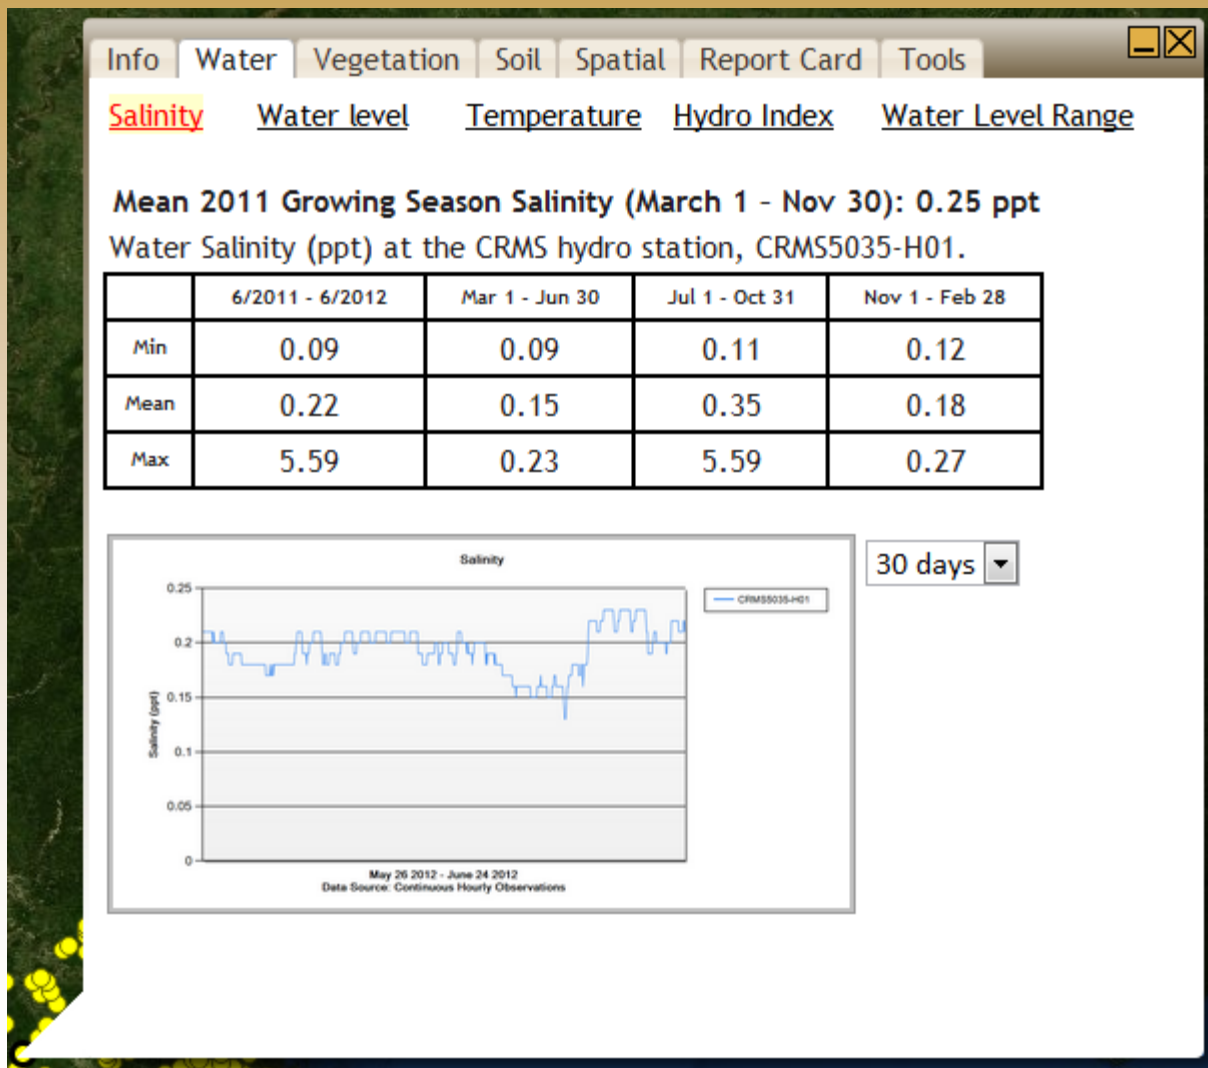 Info Water Vegetation Soil Spatial Report Card Tools
Salinity Water level Temperature Hydro Index Water Level Range
Mean 2011 Growing Season Salinity (March 1 - Nov 30): 0.25 ppt
Water Salinity (ppt) at the CRMS hydro station, CRMS5035-H01.
6/2011 - 6/2012 Mar 1 - Jun 30 Jul 1 - Oct 31 Nov 1 - Feb 28
Min 0.09 0.09 0.11 0.12
Mean 0.22 0.15 0.35 0.18
Max 5.59 0.23 5.59 0.27
30 days
Salinity
CRMS5035-H01
0.25
0.2
0.15
0.1
0.05
0
Salinity (ppt)
May 26 2012 - June 24 2012
Data Source: Continuous Hourly Observations